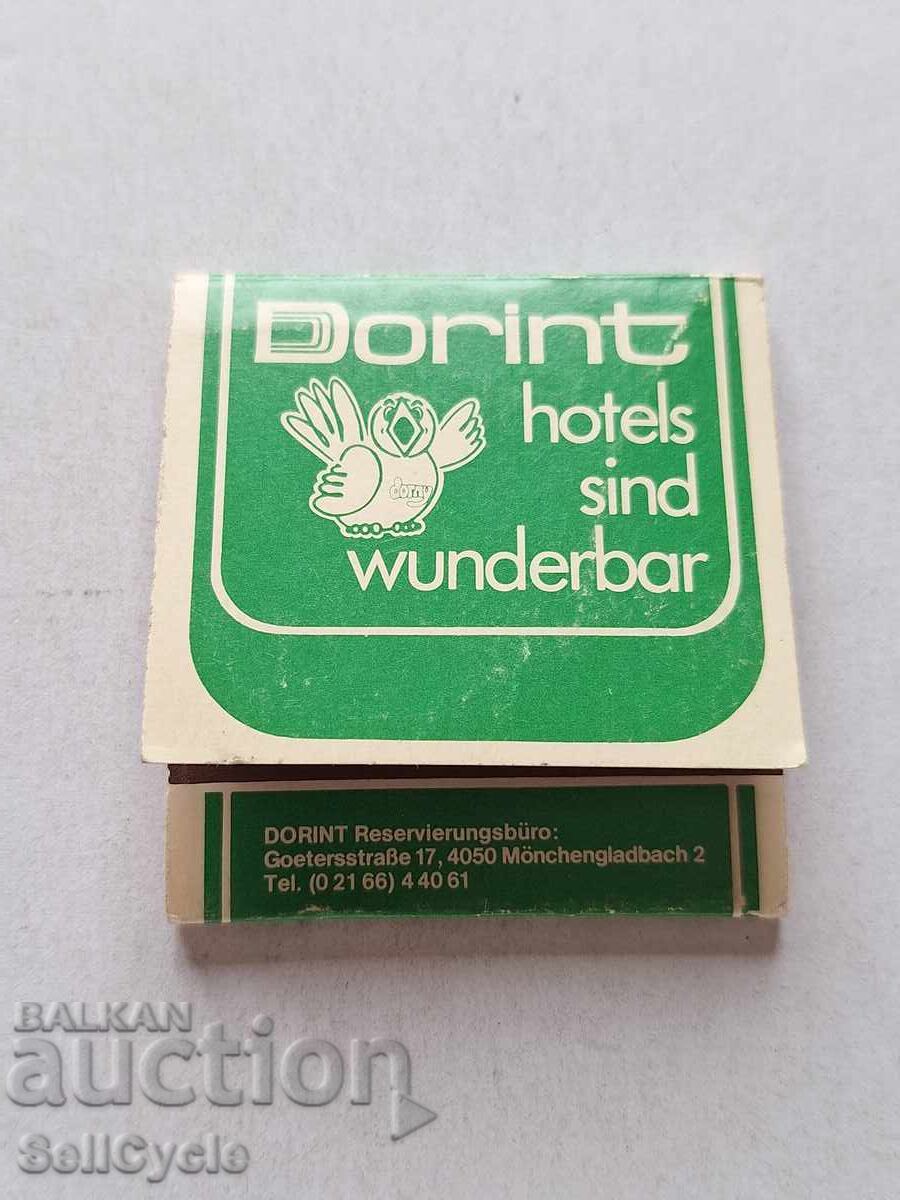 Dorint
hotels
sind
wunderbar
dorny
DORINT Reservierungsbüro:
Goetersstraße 17, 4050 Mönchengladbach 2
Tel. (0 21 66) 4 40 61
BALKAN
auction
SellCycle